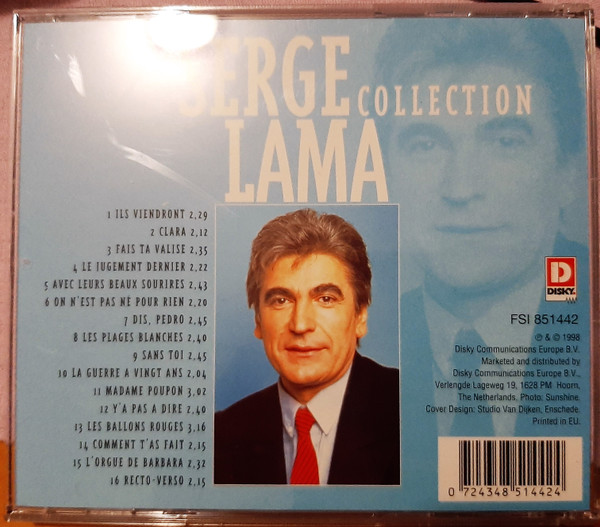 SERGE
COLLECTION
LAMA
1 ILS VIENDRONT 2,29
2 CLARA 2,12
3 FAIS TA VALISE 2,35
4 LE JUGEMENT DERNIER 2,22
5 AVEC LEURS BEAUX SOURIRES 2,43
6 ON N'EST PAS NÉ POUR RIEN 2,20
7 DIS, PEDRO 2,45
8 LES PLAGES BLANCHES 2,40
9 SANS TOI 2,45
10 LA GUERRE A VINGT ANS 2,04
11 MADAME POUPON 3,02
12 Y'A PAS A DIRE 2,40
13 LES BALLONS ROUGES 3,16
14 COMMENT T'AS FAIT 2,15
15 L'ORGUE DE BARBARA 2,32
16 RECTO-VERSO 2,15
D
DISKY
FSI 851442
℗ & © 1998
Disky Communications Europe B.V.
Marketed and distributed by
Disky Communications Europe B.V.,
Verlengde Lageweg 19, 1628 PM Hoorn,
The Netherlands. Photo: Sunshine.
Cover Design: Studio Van Dijken, Enschede.
Printed in EU.
0 724348 514424